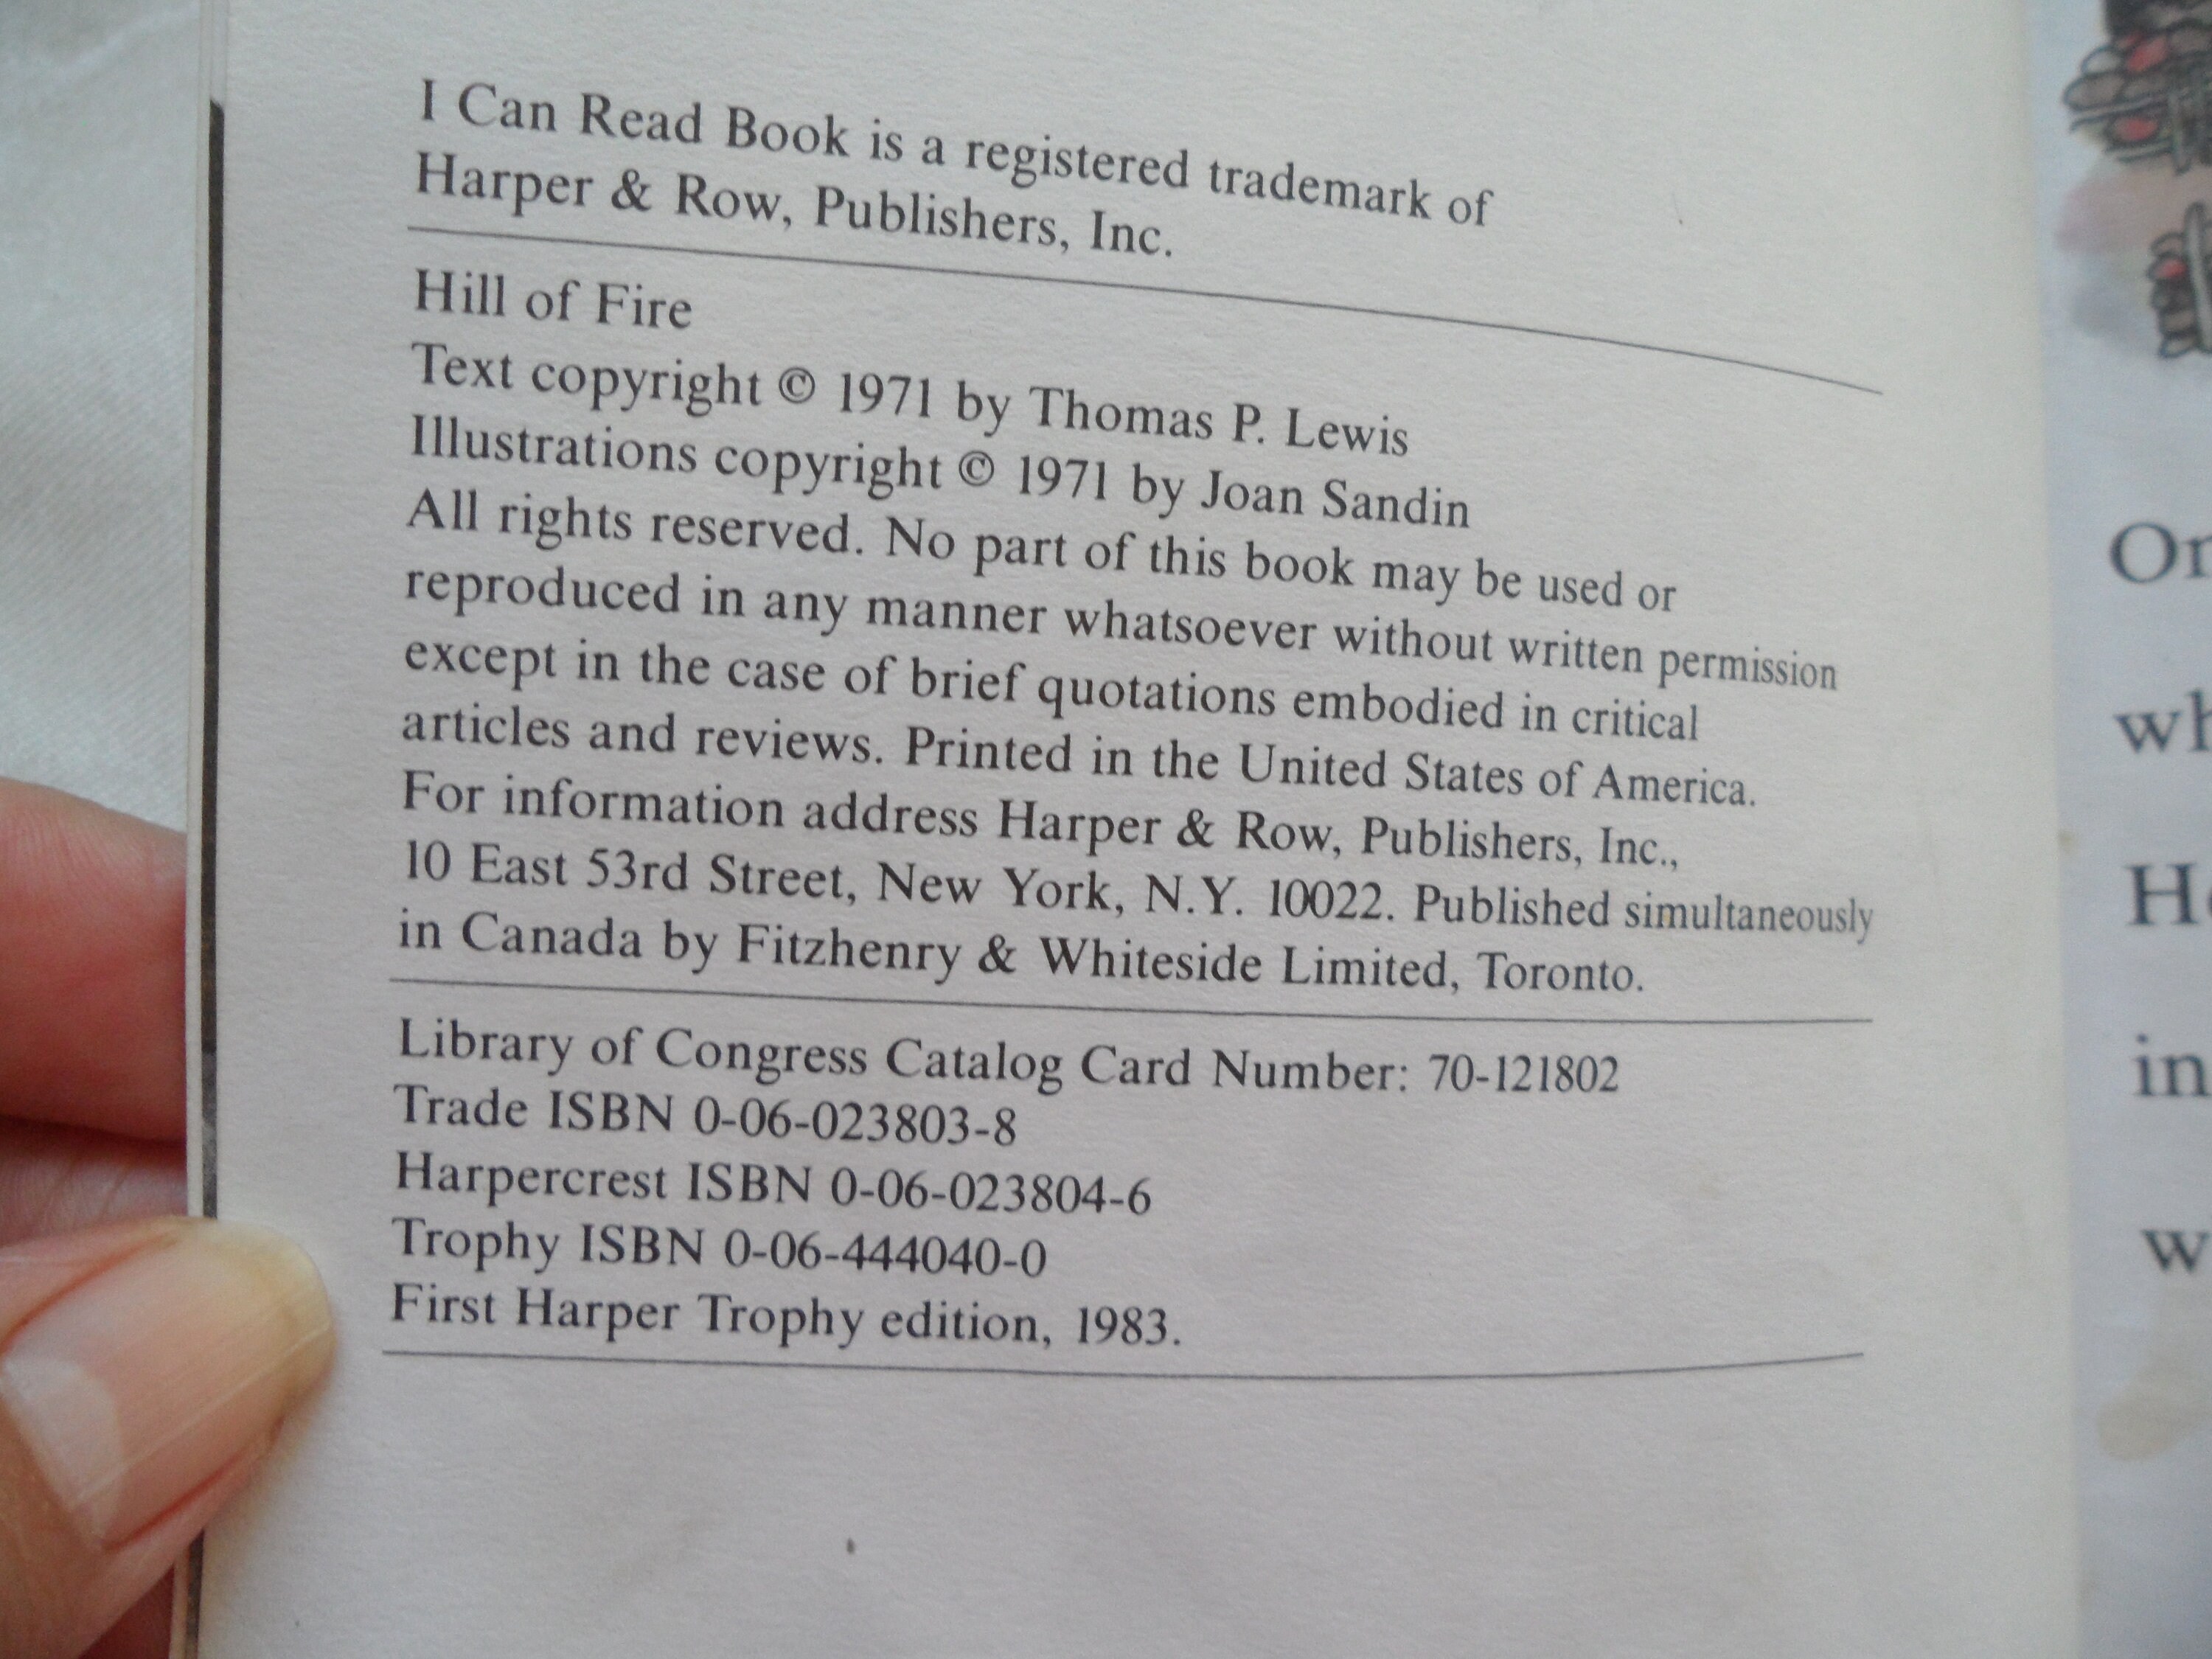 I Can Read Book is a registered trademark of
Harper & Row, Publishers, Inc.
Hill of Fire
Text copyright © 1971 by Thomas P. Lewis
Illustrations copyright © 1971 by Joan Sandin
All rights reserved. No part of this book may be used or
reproduced in any manner whatsoever without written permission
except in the case of brief quotations embodied in critical
articles and reviews. Printed in the United States of America.
For information address Harper & Row, Publishers, Inc.,
10 East 53rd Street, New York, N.Y. 10022. Published simultaneously
in Canada by Fitzhenry & Whiteside Limited, Toronto.
Library of Congress Catalog Card Number: 70-121802
Trade ISBN 0-06-023803-8
Harpercrest ISBN 0-06-023804-6
Trophy ISBN 0-06-444040-0
First Harper Trophy edition, 1983.
in